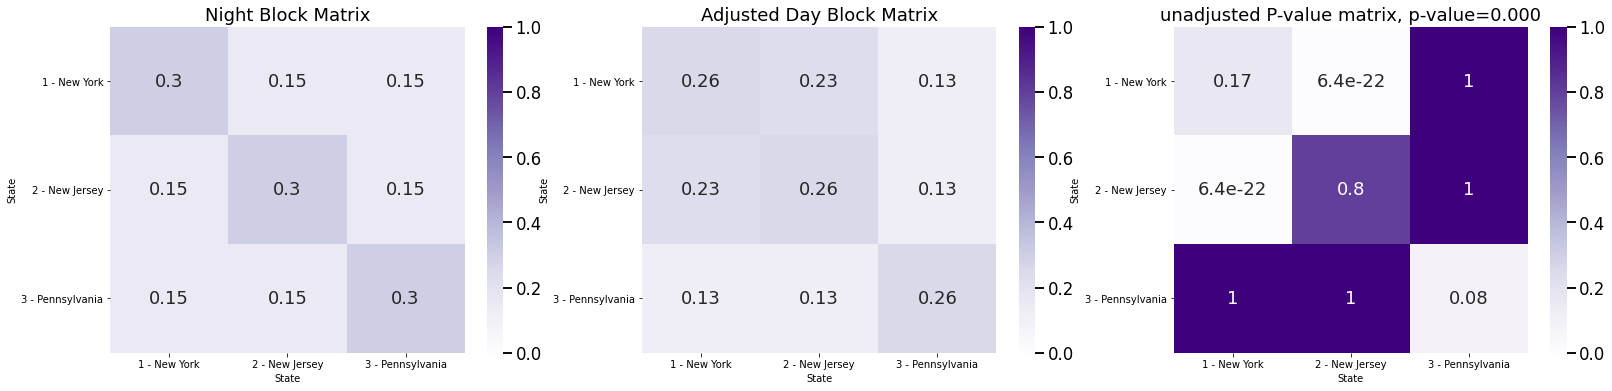 Night Block Matrix
1 - New York
2 - New Jersey
3 - Pennsylvania
State
0.3 0.15 0.15
0.15 0.3 0.15
0.15 0.15 0.3
1 - New York 2 - New Jersey 3 - Pennsylvania
State
1.0
0.8
0.6
0.4
0.2
0.0
Adjusted Day Block Matrix
1 - New York
2 - New Jersey
3 - Pennsylvania
State
0.26 0.23 0.13
0.23 0.26 0.13
0.13 0.13 0.26
1 - New York 2 - New Jersey 3 - Pennsylvania
State
1.0
0.8
0.6
0.4
0.2
0.0
unadjusted P-value matrix, p-value=0.000
1 - New York
2 - New Jersey
3 - Pennsylvania
State
0.17 6.4e-22 1
6.4e-22 0.8 1
1 1 0.08
1 - New York 2 - New Jersey 3 - Pennsylvania
State
1.0
0.8
0.6
0.4
0.2
0.0